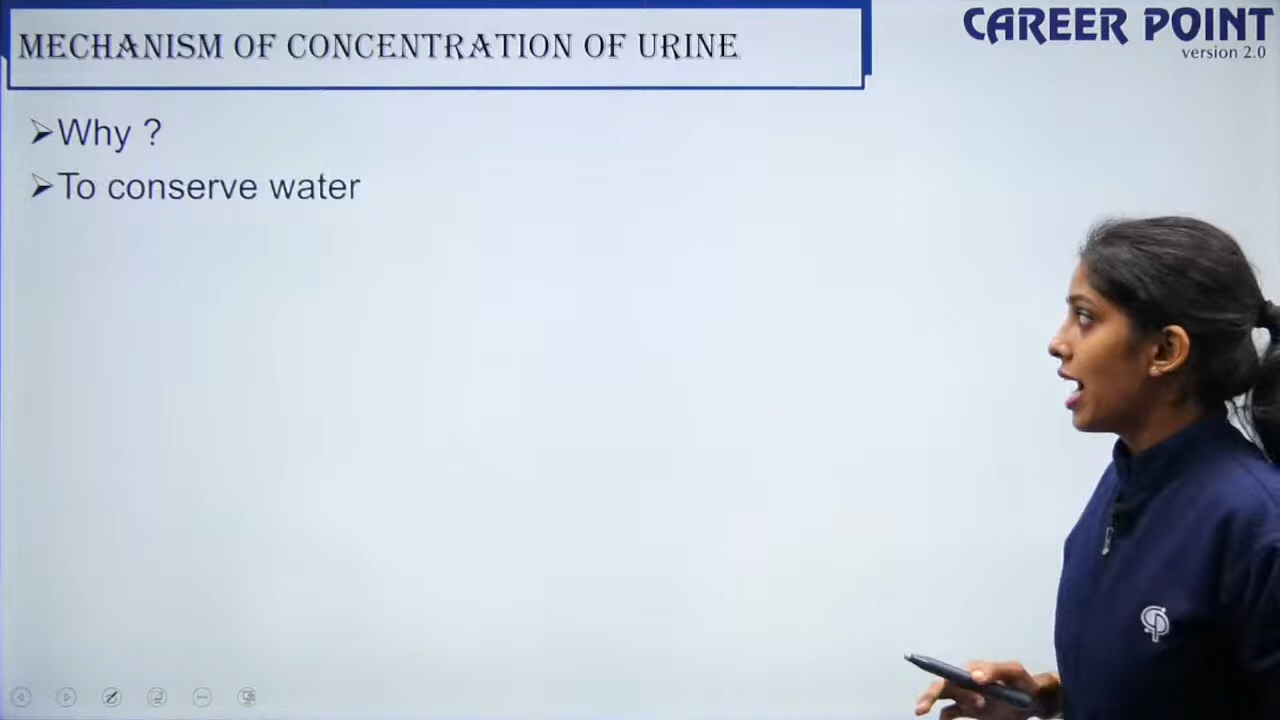 MECHANISM OF CONCENTRATION OF URINE
CAREER POINT
version 2.0
Why ?
To conserve water